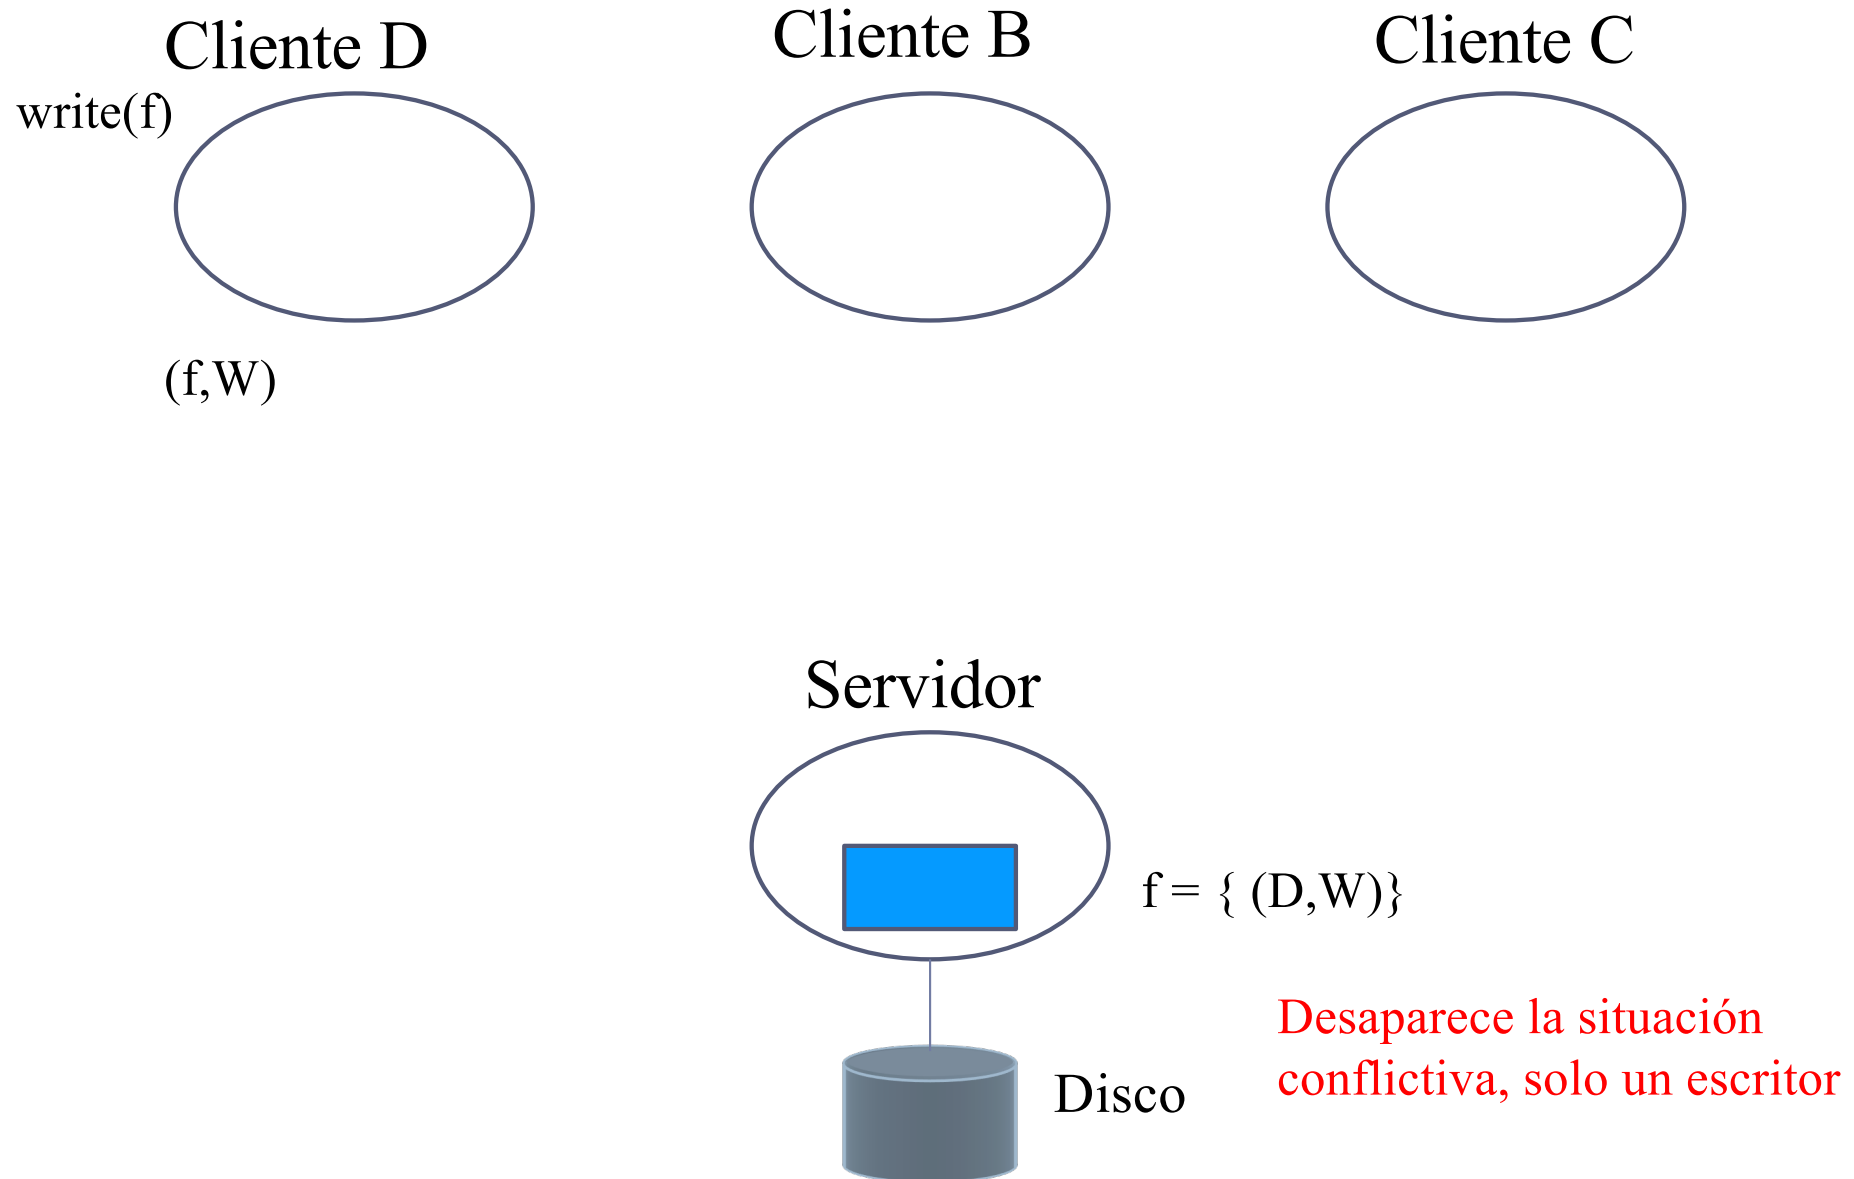 Cliente D
Cliente B
Cliente C
write(f)
(f,W)
Servidor
f = { (D,W)}
Desaparece la situación
conflictiva, solo un escritor
Disco